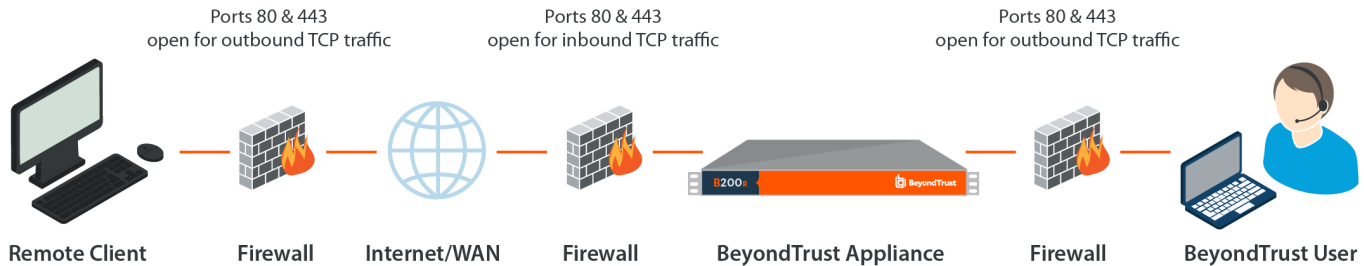 Ports 80 & 443
open for outbound TCP traffic
Ports 80 & 443
open for inbound TCP traffic
Ports 80 & 443
open for outbound TCP traffic
B200R
BeyondTrust
Remote Client
Firewall
Internet/WAN
Firewall
BeyondTrust Appliance
Firewall
BeyondTrust User